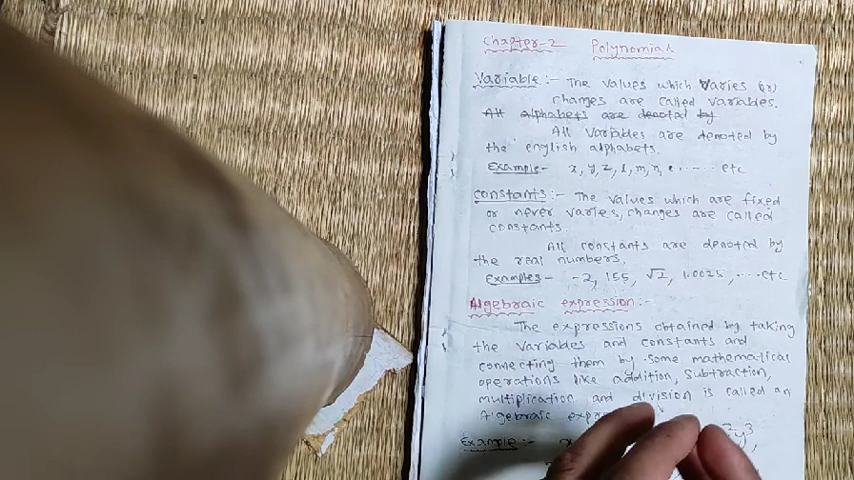 Chapter-2 Polynomials
Variable :- The values which varies (or)
changes are called variables.
All alphabets are denoted by
All variables are denoted by
the english alphabets.
Example- x, y, z, l, m, n, ...... etc
constants :- The values which are fixed
or never varies, changes are called
constants.
All constants are denoted by
the real numbers.
Examples- -2, 155, √2, 1.0025, ....etc
Algebraic expression :-
The expressions obtained by taking
the variables and constants and
connecting them by some mathematical
operations like addition, subtraction,
multiplication and division is called an
Algebraic
Example :-